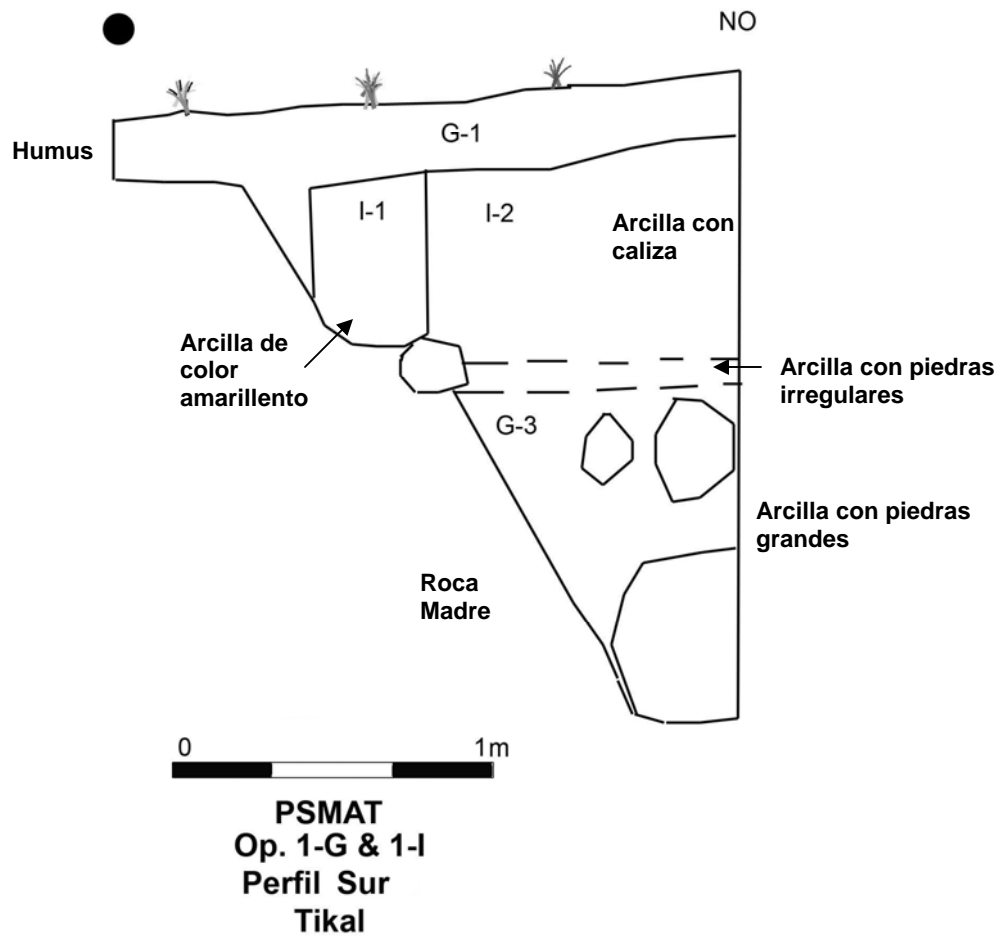 NO
G-1
Humus
I-1
I-2
Arcilla con
caliza
Arcilla de
color
amarillento
Arcilla con piedras
irregulares
G-3
Arcilla con piedras
grandes
Roca
Madre
0 1m
PSMAT
Op. 1-G & 1-I
Perfil Sur
Tikal